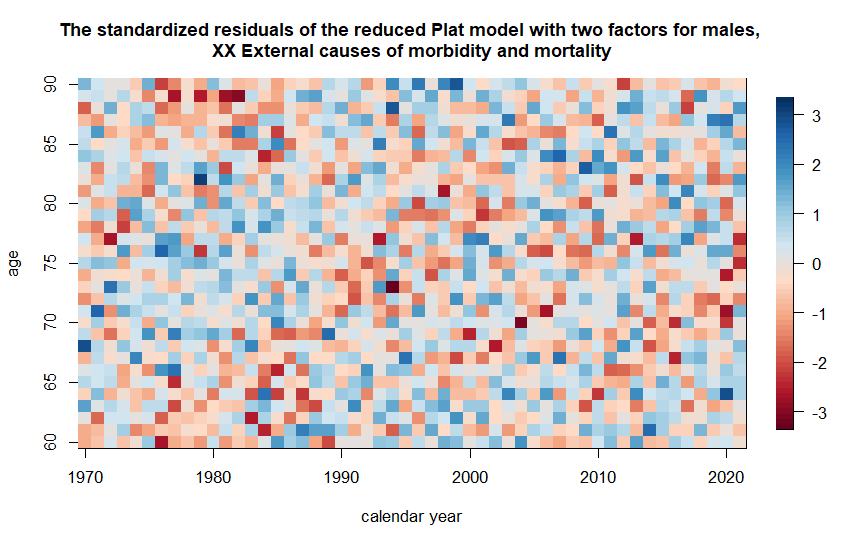 The standardized residuals of the reduced Plat model with two factors for males,
XX External causes of morbidity and mortality
90
85
80
75
70
65
60
age
1970 1980 1990 2000 2010 2020
calendar year
3
2
1
0
-1
-2
-3